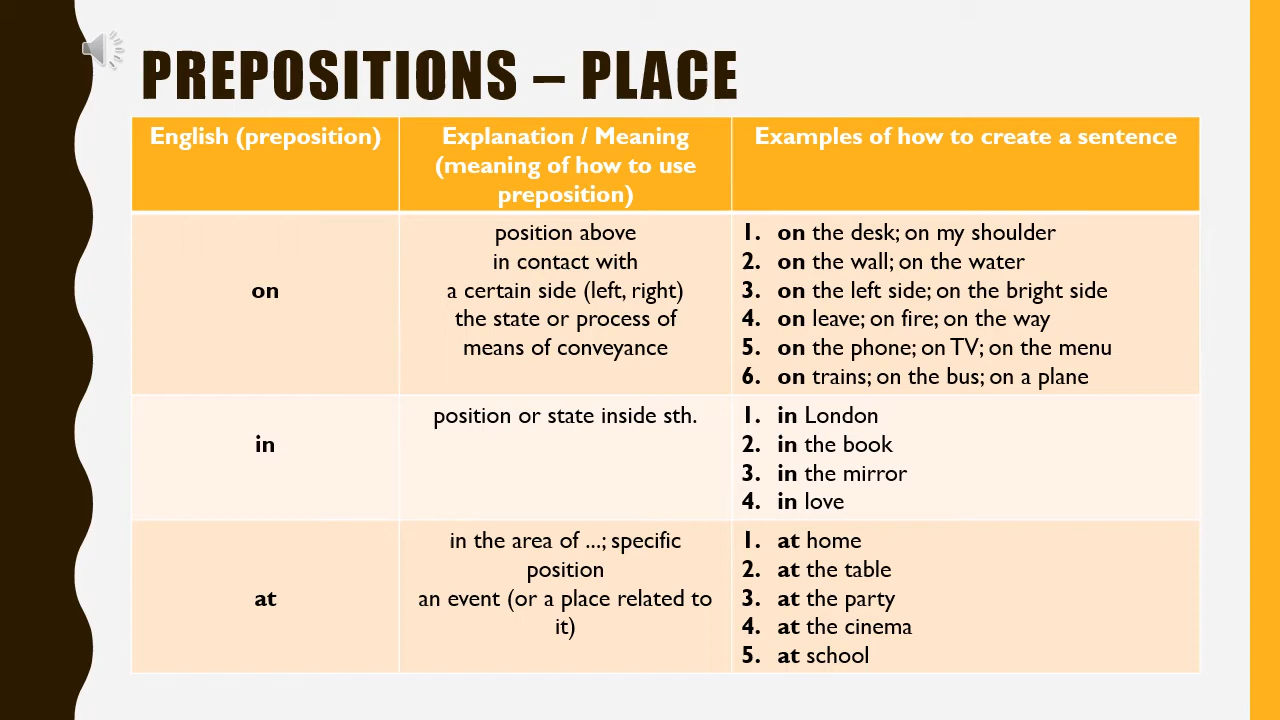 PREPOSITIONS – PLACE
English (preposition)
Explanation / Meaning
(meaning of how to use
preposition)
Examples of how to create a sentence
on
position above
in contact with
a certain side (left, right)
the state or process of
means of conveyance
1. on the desk; on my shoulder
2. on the wall; on the water
3. on the left side; on the bright side
4. on leave; on fire; on the way
5. on the phone; on TV; on the menu
6. on trains; on the bus; on a plane
in
position or state inside sth.
1. in London
2. in the book
3. in the mirror
4. in love
at
in the area of ...; specific
position
an event (or a place related to
it)
1. at home
2. at the table
3. at the party
4. at the cinema
5. at school